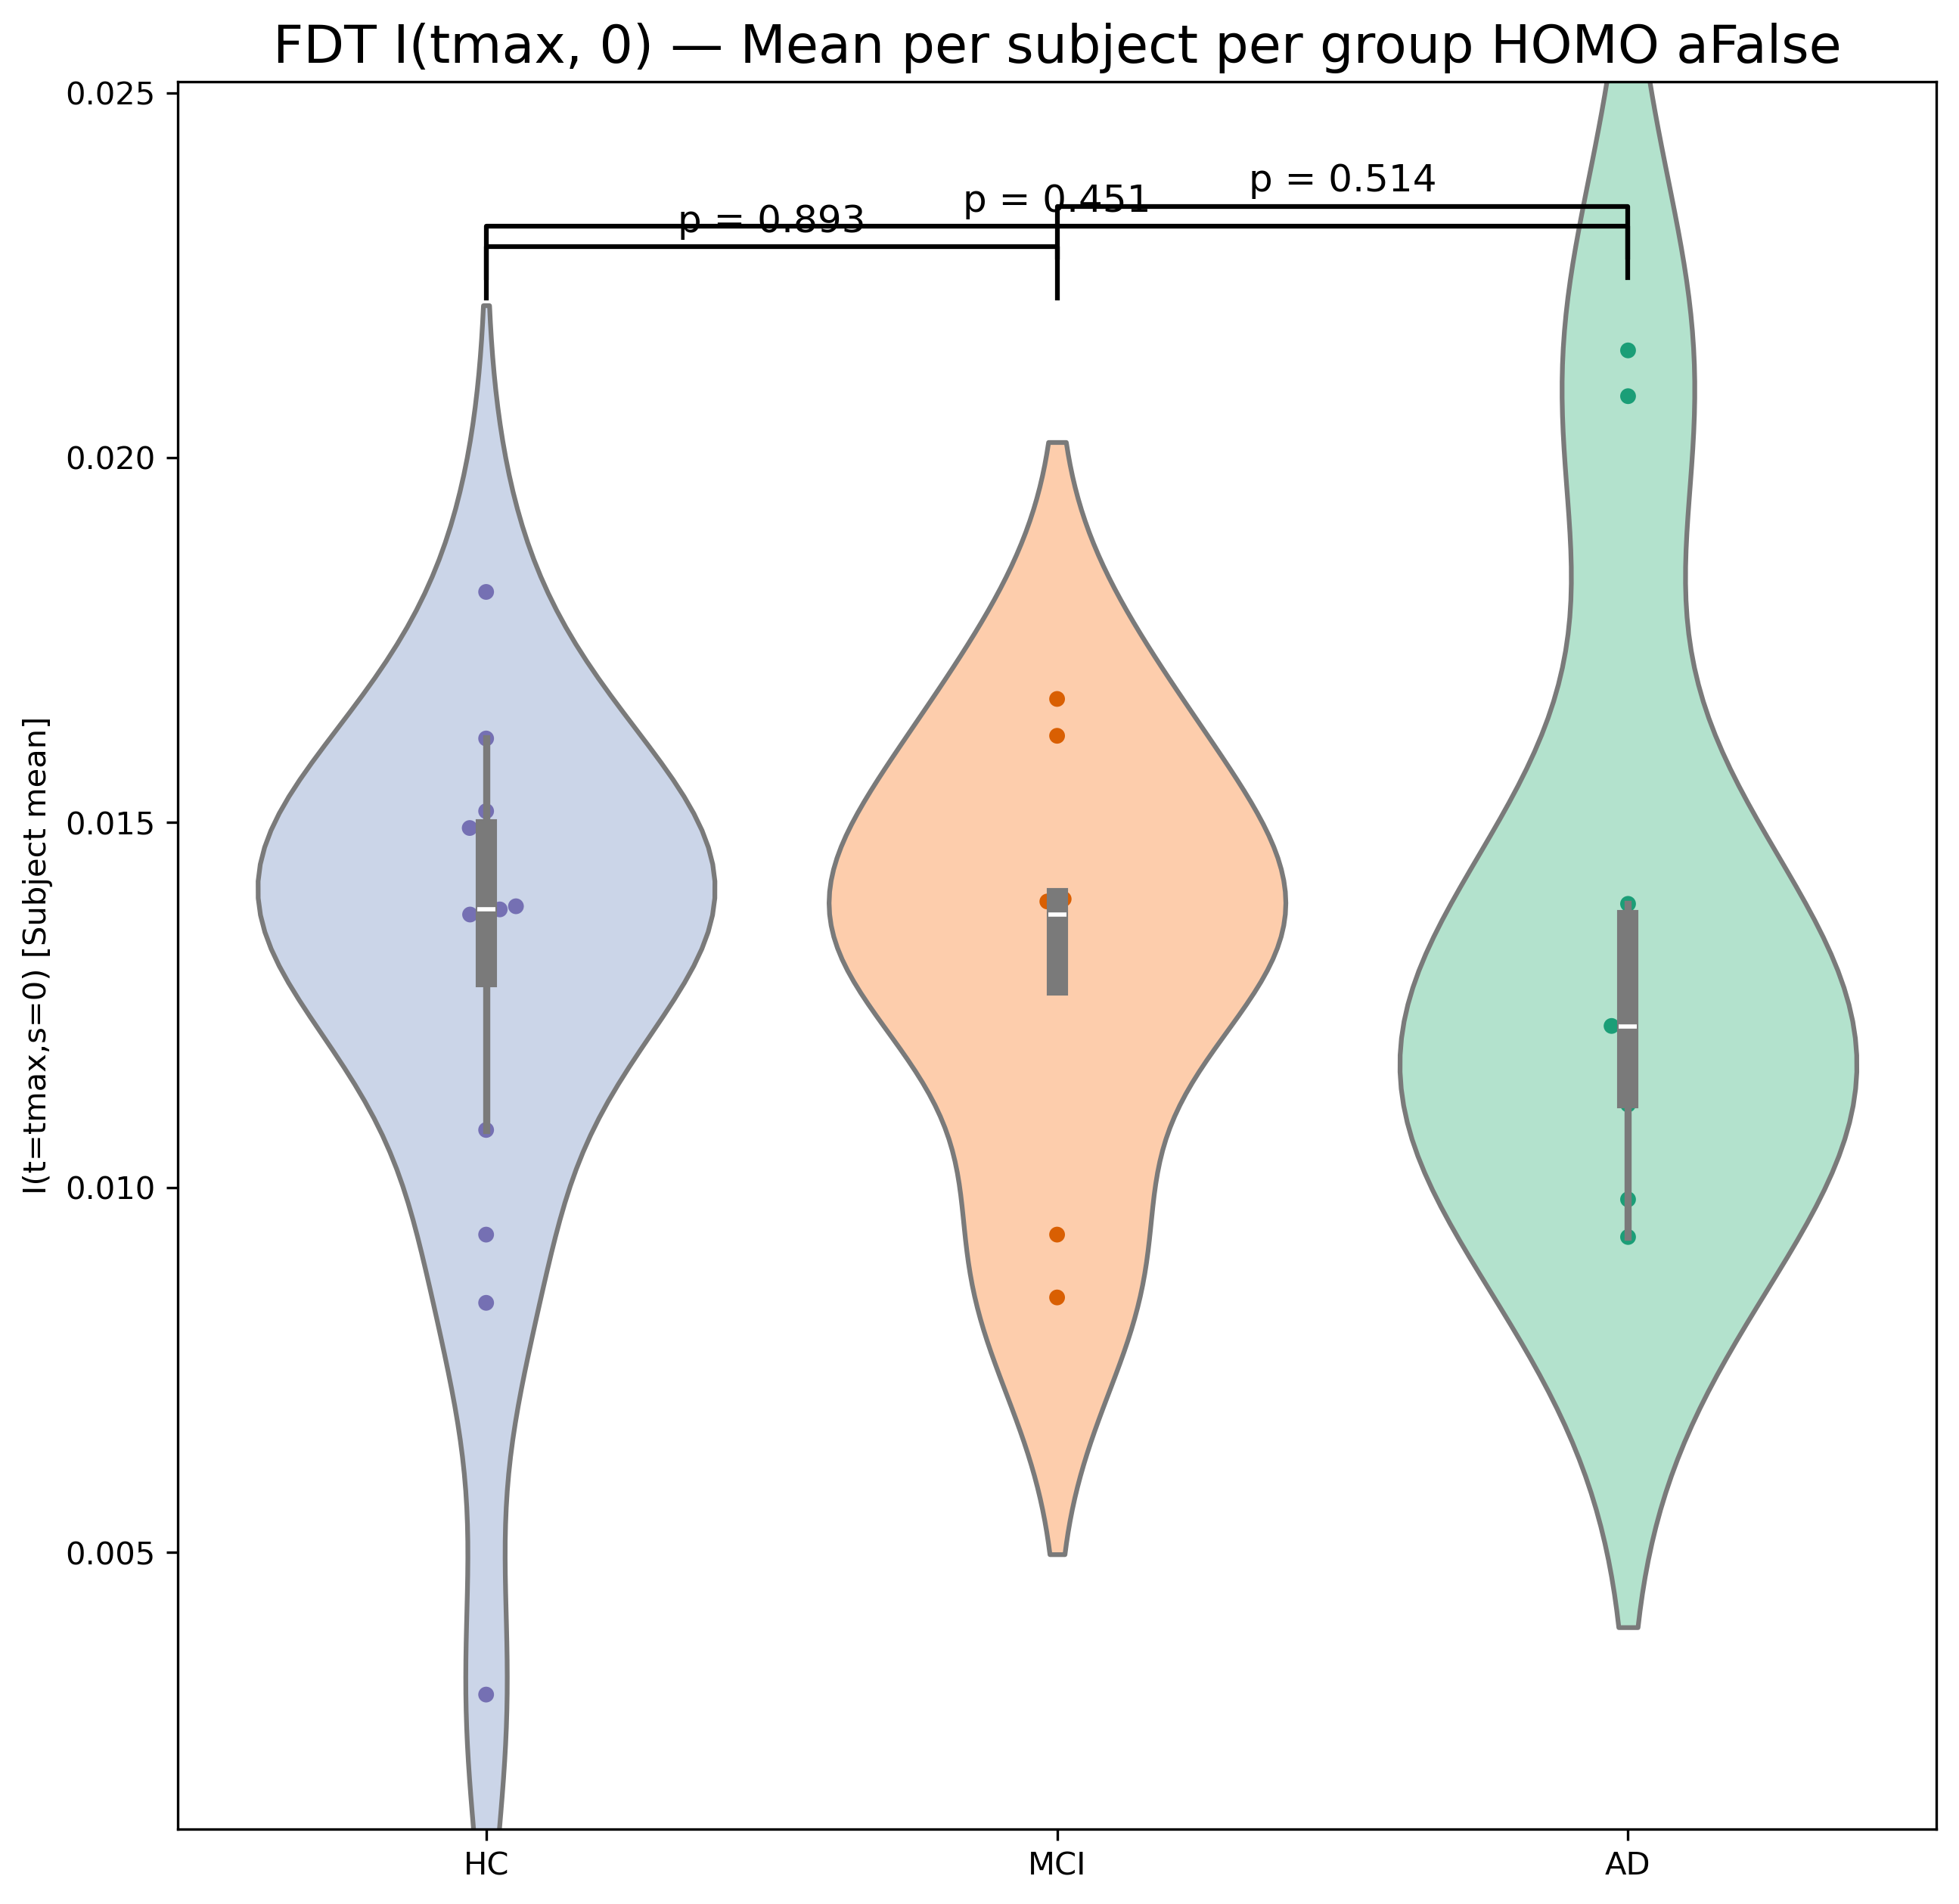 FDT I(tmax, 0) — Mean per subject per group HOMO aFalse
0.025
0.020
0.015
0.010
0.005
I(t=tmax,s=0) [Subject mean]
p = 0.893
p = 0.451
p = 0.514
HC
MCI
AD